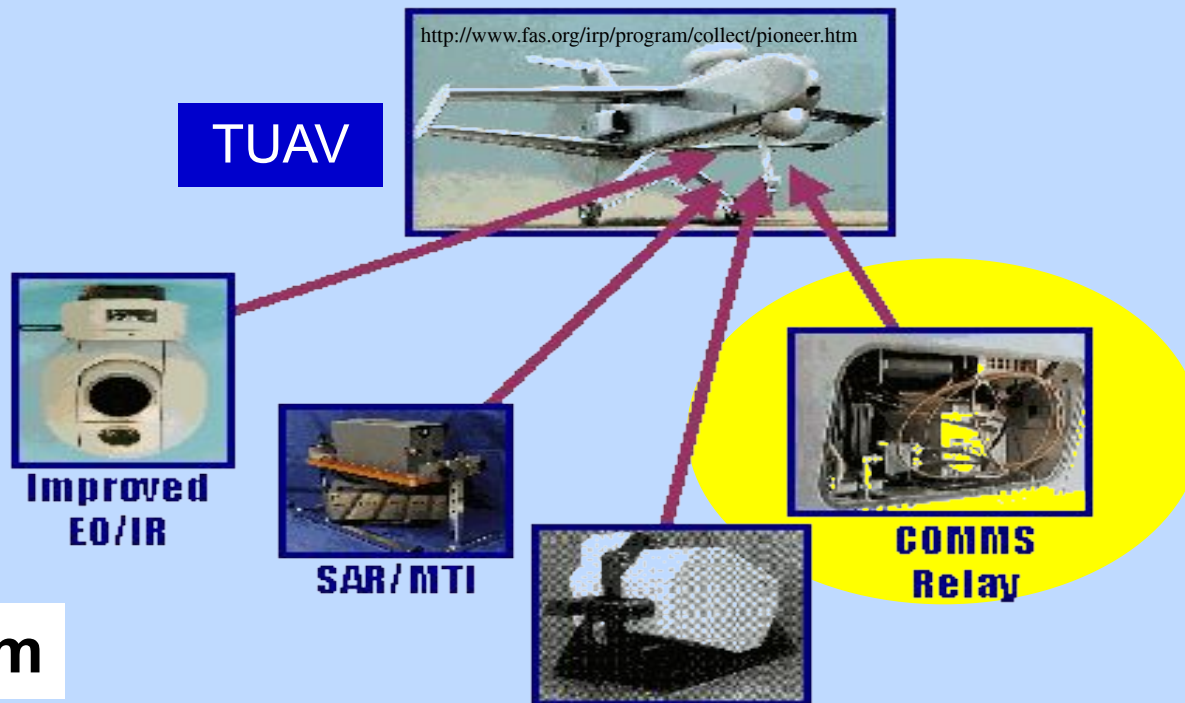 http://www.fas.org/irp/program/collect/pioneer.htm
TUAV
Improved
EO/IR
SAR/MTI
COMMS
Relay
m